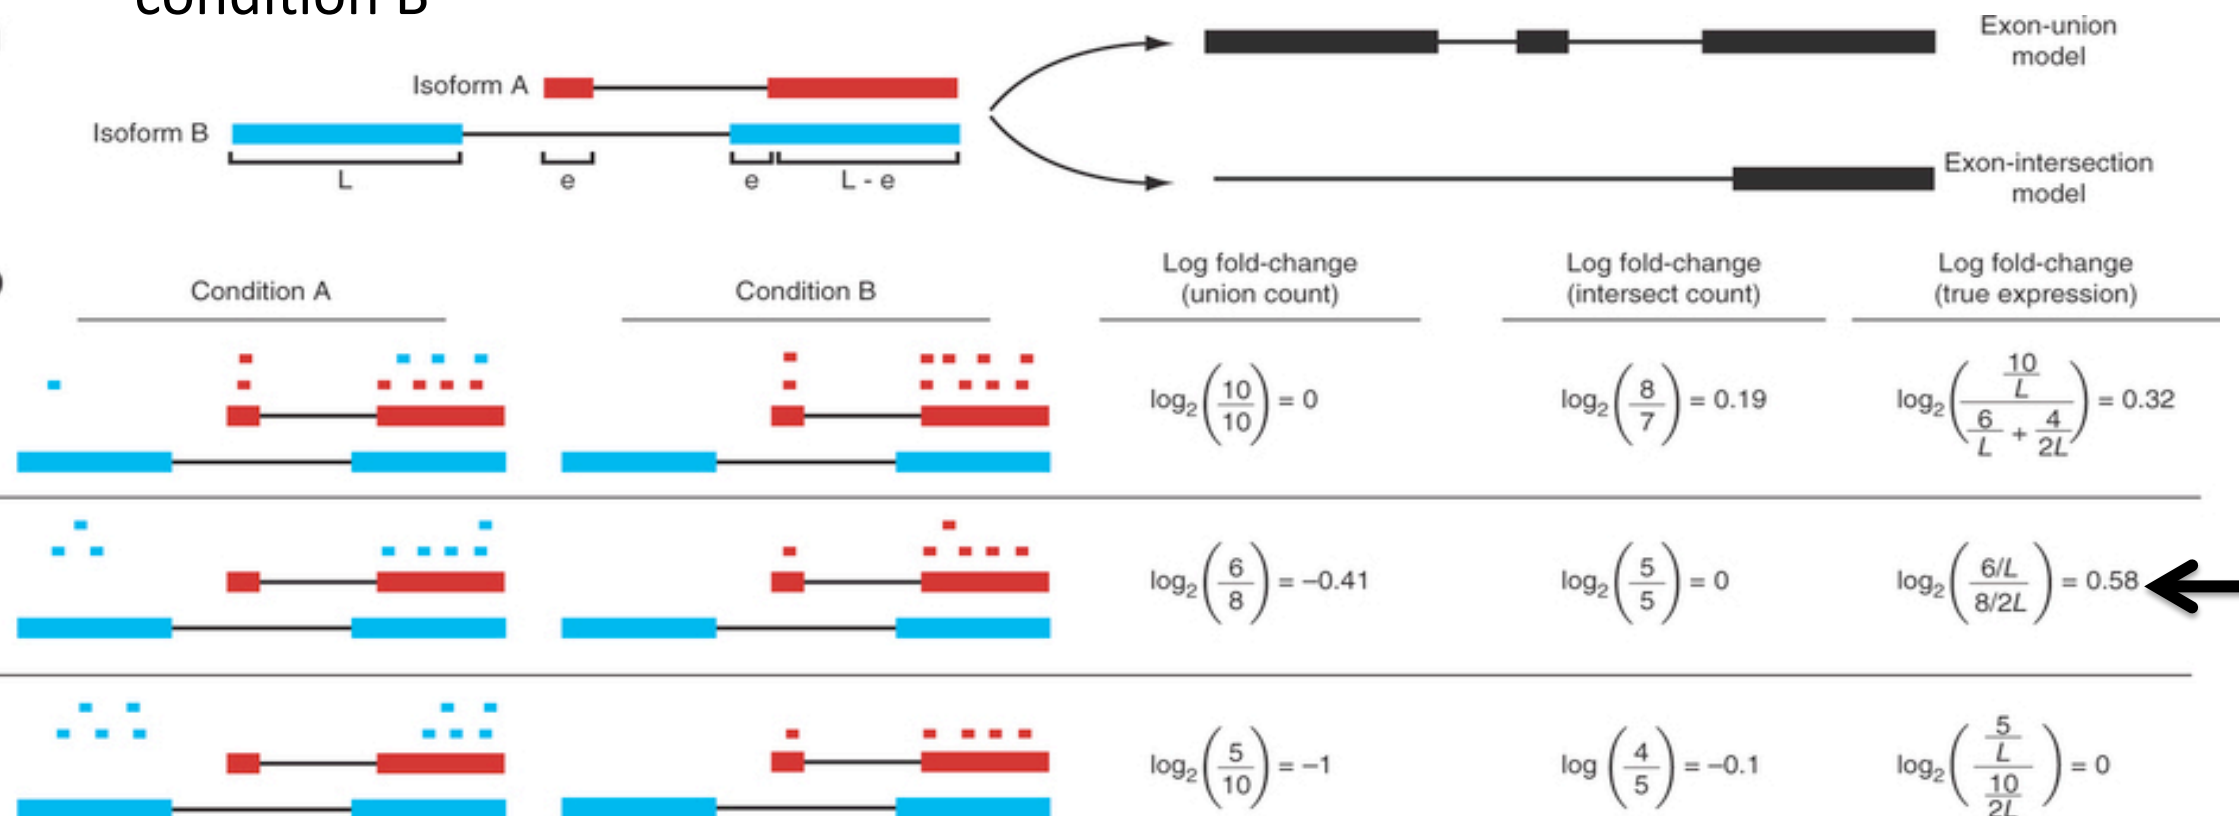 condition B
Exon-union
model
Isoform A
Isoform B
L
e
e
L - e
Exon-intersection
model
Condition A
Condition B
Log fold-change
(union count)
Log fold-change
(intersect count)
Log fold-change
(true expression)
log₂(10/10) = 0
log₂(8/7) = 0.19
log₂((10/L)/(6/L + 4/2L)) = 0.32
log₂(6/8) = –0.41
log₂(5/5) = 0
log₂((6/L)/(8/2L)) = 0.58
log₂(5/10) = –1
log (4/5) = –0.1
log₂((5/L)/(10/2L)) = 0